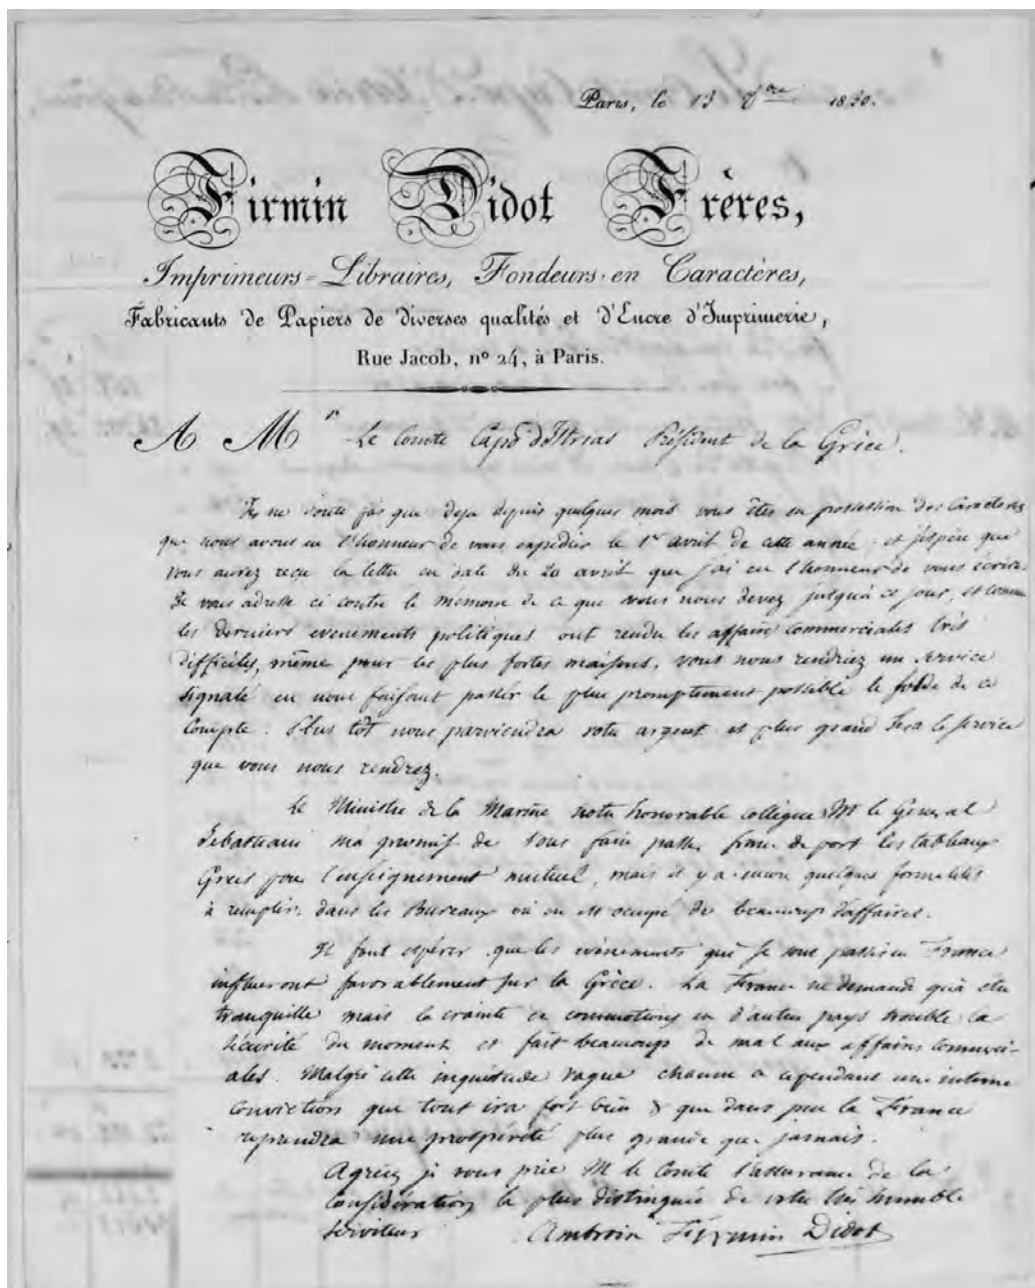 Paris, le 13 8bre 1830.
Firmin Didot Frères,
Imprimeurs-Libraires, Fondeurs en Caractères,
Fabricants de Papiers de diverses qualités et d'Encre d'Imprimerie,
Rue Jacob, nº 24, à Paris.
A Mr Le Comte Capo d'Istrias Président de la Grèce.
Je ne doute pas que deja depuis quelques mois vous êtes en possession des Caractères
que nous avons eu l'honneur de vous expédier le 1er avril de cette année et j'espère que
vous aurez reçu la lettre en date du 20 avril que j'ai eu l'honneur de vous écrire.
Je vous adresse ci contre le mémoire de ce que vous nous devez jusqu'à ce jour, et comme
les derniers evenements politiques ont rendu les affaires commerciales très
difficiles, même pour les plus fortes maisons, vous nous rendriez un service
signalé en nous faisant passer le plus promptement possible le solde de ce
Compte. Plus tôt nous parviendra votre argent et plus grand sera le service
que vous nous rendrez.
Le Ministre de la Marine notre honorable collègue Mr le Général
Sebastiani m'a promis de vous faire passer franc de port les tableaux
Grecs pour l'enseignement mutuel, mais il y a encore quelques formalités
à remplir dans les Bureaux où on est occupé de beaucoup d'affaires.
Il faut espérer que les evènements qui se sont passés en France
influeront favorablement sur la Grèce. La France ne demande qu'à être
tranquille mais la crainte de commotions en d'autres pays trouble la
sécurité du moment et fait beaucoup de mal aux affaires commerci-
ales. Malgré cette inquiétude vague chacun a cependant une intime
Conviction que tout ira fort bien & que dans peu la France
reprendra une prospérité plus grande que jamais.
Agréez je vous prie M le Comte l'assurance de la
Considération la plus distinguée de votre très humble
serviteur Ambroise Firmin Didot